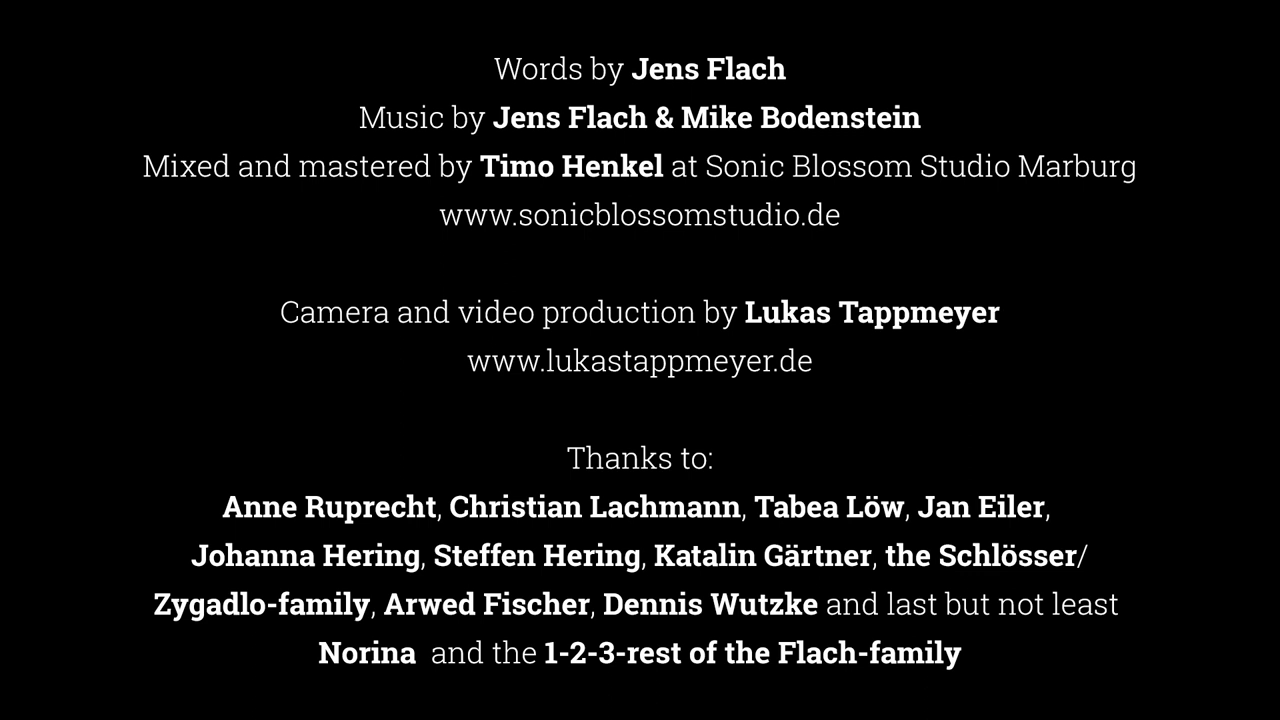 Words by Jens Flach
Music by Jens Flach & Mike Bodenstein
Mixed and mastered by Timo Henkel at Sonic Blossom Studio Marburg
www.sonicblossomstudio.de
Camera and video production by Lukas Tappmeyer
www.lukastappmeyer.de
Thanks to:
Anne Ruprecht, Christian Lachmann, Tabea Löw, Jan Eiler,
Johanna Hering, Steffen Hering, Katalin Gärtner, the Schlösser/
Zygadlo-family, Arwed Fischer, Dennis Wutzke and last but not least
Norina  and the 1-2-3-rest of the Flach-family